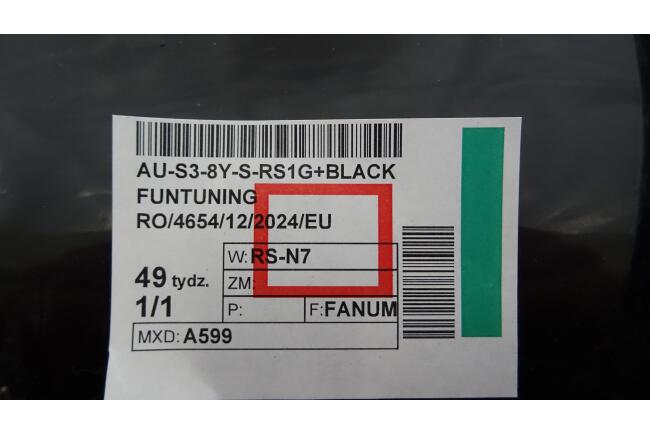 AU-S3-8Y-S-RS1G+BLACK
FUNTUNING
RO/4654/12/2024/EU
W: RS-N7
49 tydz.
ZM:
1/1
P:
F: FANUM
MXD: A599